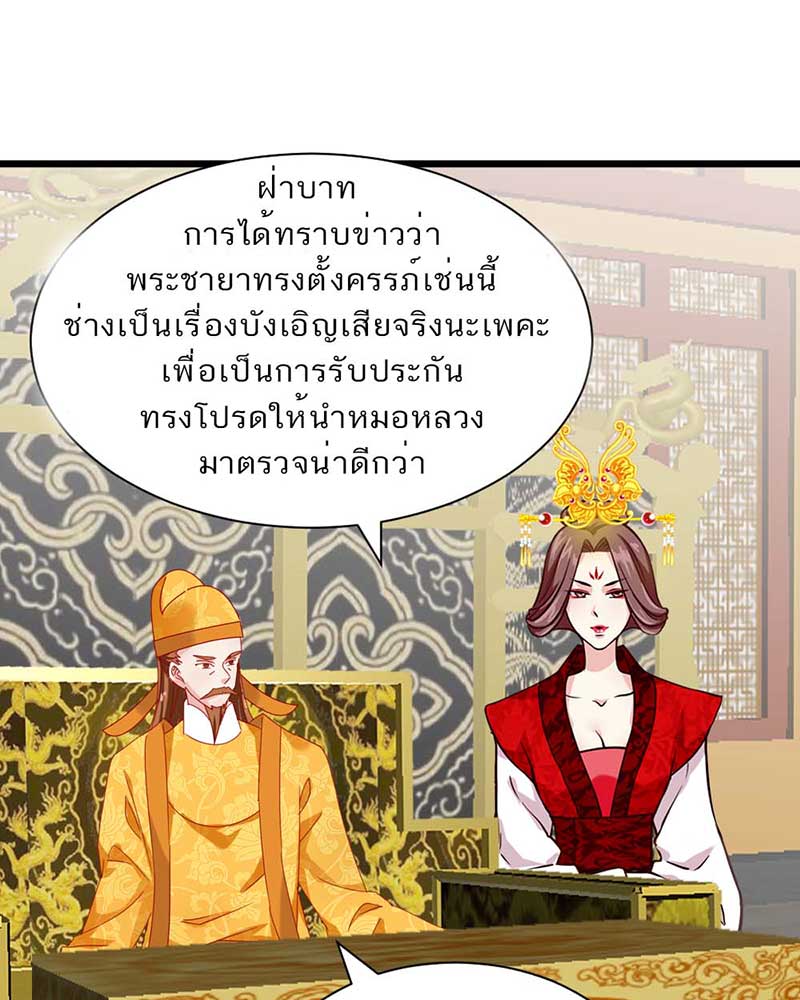 ฝ่าบาท
การได้ทราบข่าวว่า
พระชายาทรงตั้งครรภ์เช่นนี้
ช่างเป็นเรื่องบังเอิญเสียจริงนะเพคะ
เพื่อเป็นการรับประกัน
ทรงโปรดให้นำหมอหลวง
มาตรวจน่าดีกว่า